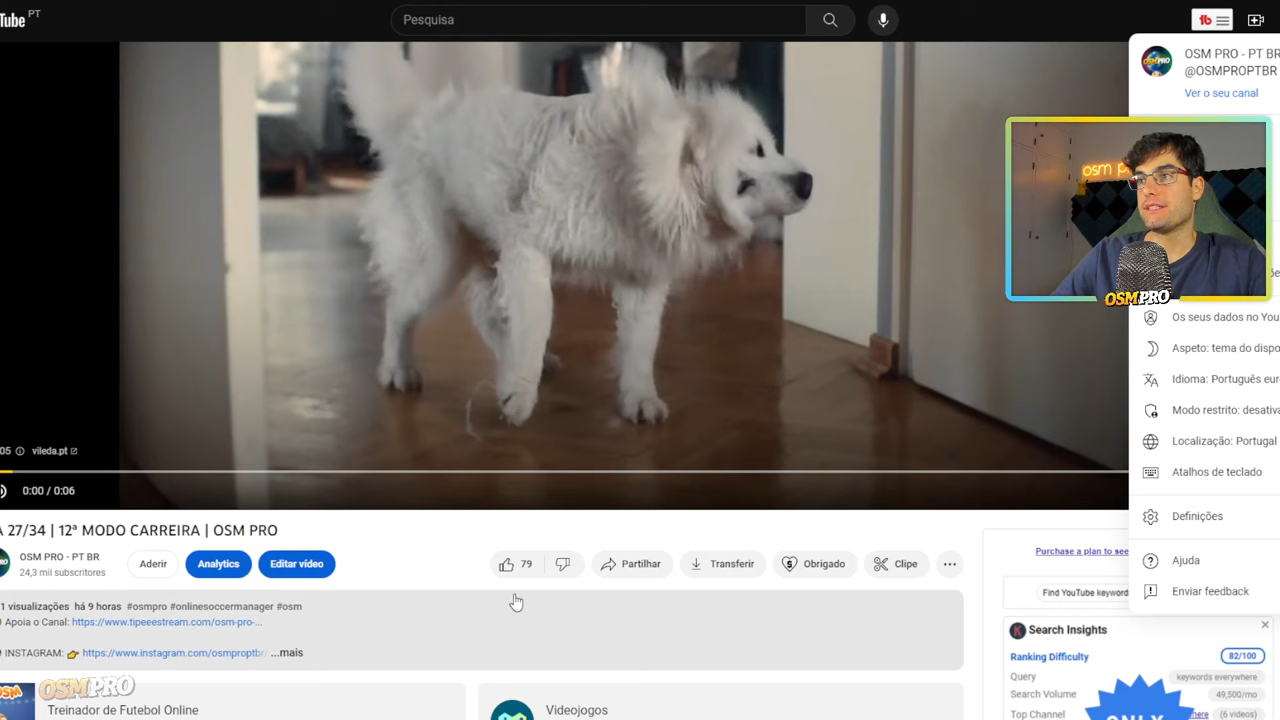 Tube PT
Pesquisa
OSM PRO - PT BR
@OSMPROPTBR
Ver o seu canal
osm p
OSMPRO
Os seus dados no You
Aspeto: tema do dispo
Idioma: Português eur
Modo restrito: desativa
Localização: Portugal
Atalhos de teclado
Definições
Ajuda
Enviar feedback
05 vileda.pt
0:00 / 0:06
A 27/34 | 12ª MODO CARREIRA | OSM PRO
OSM PRO - PT BR
24,3 mil subscritores
Aderir
Analytics
Editar vídeo
79
Partilhar
Transferir
Obrigado
Clipe
1 visualizações há 9 horas #osmpro #onlinesoccermanager #osm
Apoia o Canal: https://www.tipeeestream.com/osm-pro-...
INSTAGRAM: 👉 https://www.instagram.com/osmproptbr/ ...mais
OSMPRO
OSM
Treinador de Futebol Online
Videojogos
Purchase a plan to see
Find YouTube keyword
Search Insights
Ranking Difficulty 82/100
Query keywords everywhere
Search Volume 49,500/mo
Top Channel here (6 videos)
ONLY